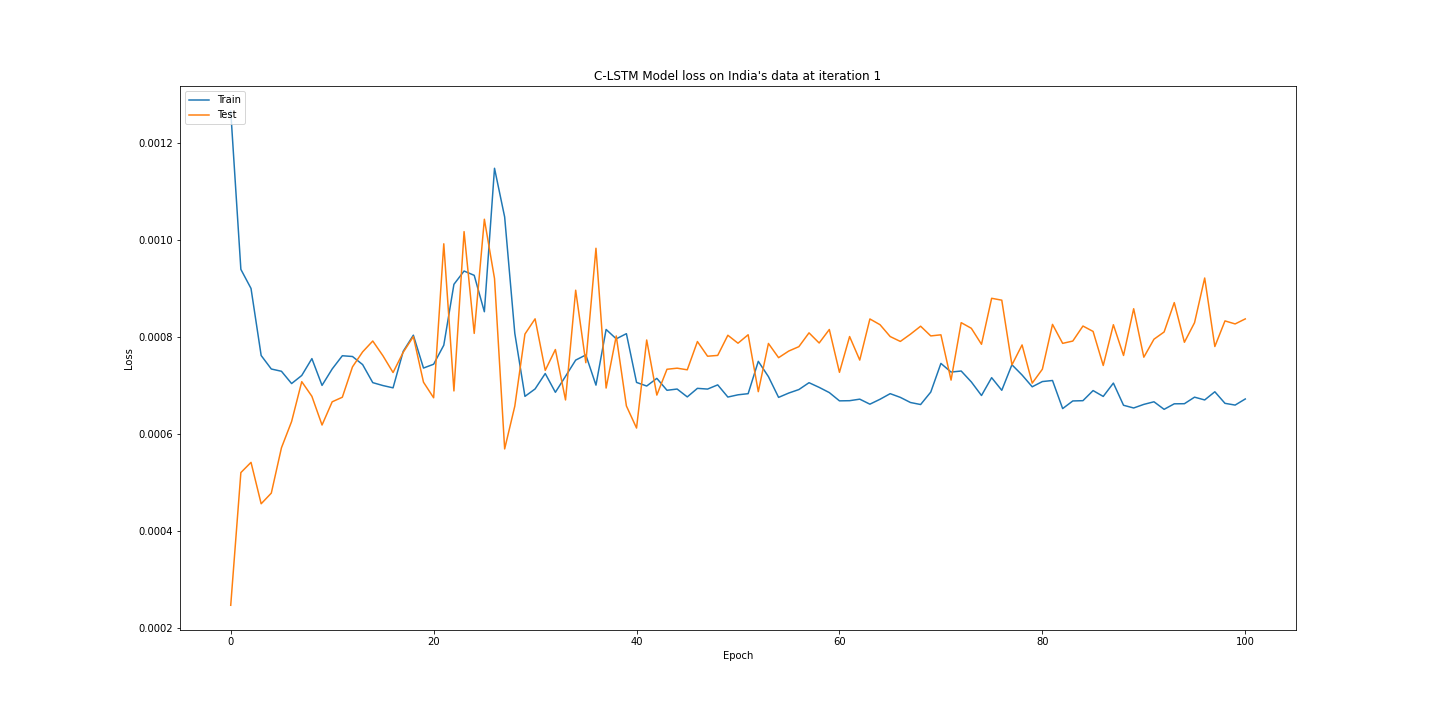 C-LSTM Model loss on India's data at iteration 1
Train
Test
0.0012
0.0010
0.0008
0.0006
0.0004
0.0002
Loss
0 20 40 60 80 100
Epoch